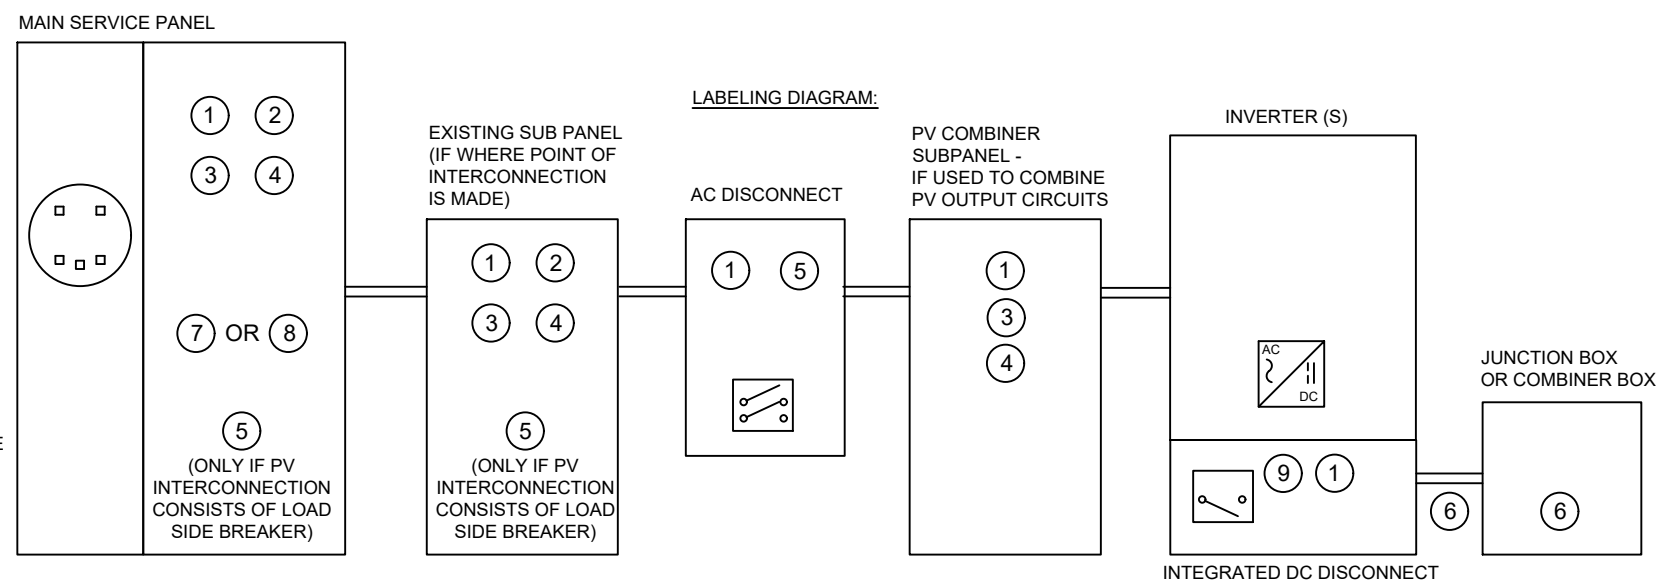 MAIN SERVICE PANEL
1 2
3 4
7 OR 8
5
(ONLY IF PV
INTERCONNECTION
CONSISTS OF LOAD
SIDE BREAKER)
E
EXISTING SUB PANEL
(IF WHERE POINT OF
INTERCONNECTION
IS MADE)
1 2
3 4
5
(ONLY IF PV
INTERCONNECTION
CONSISTS OF LOAD
SIDE BREAKER)
LABELING DIAGRAM:
AC DISCONNECT
1 5
PV COMBINER
SUBPANEL -
IF USED TO COMBINE
PV OUTPUT CIRCUITS
1
3
4
INVERTER (S)
AC
DC
9 1
INTEGRATED DC DISCONNECT
6
JUNCTION BOX
OR COMBINER BOX
6